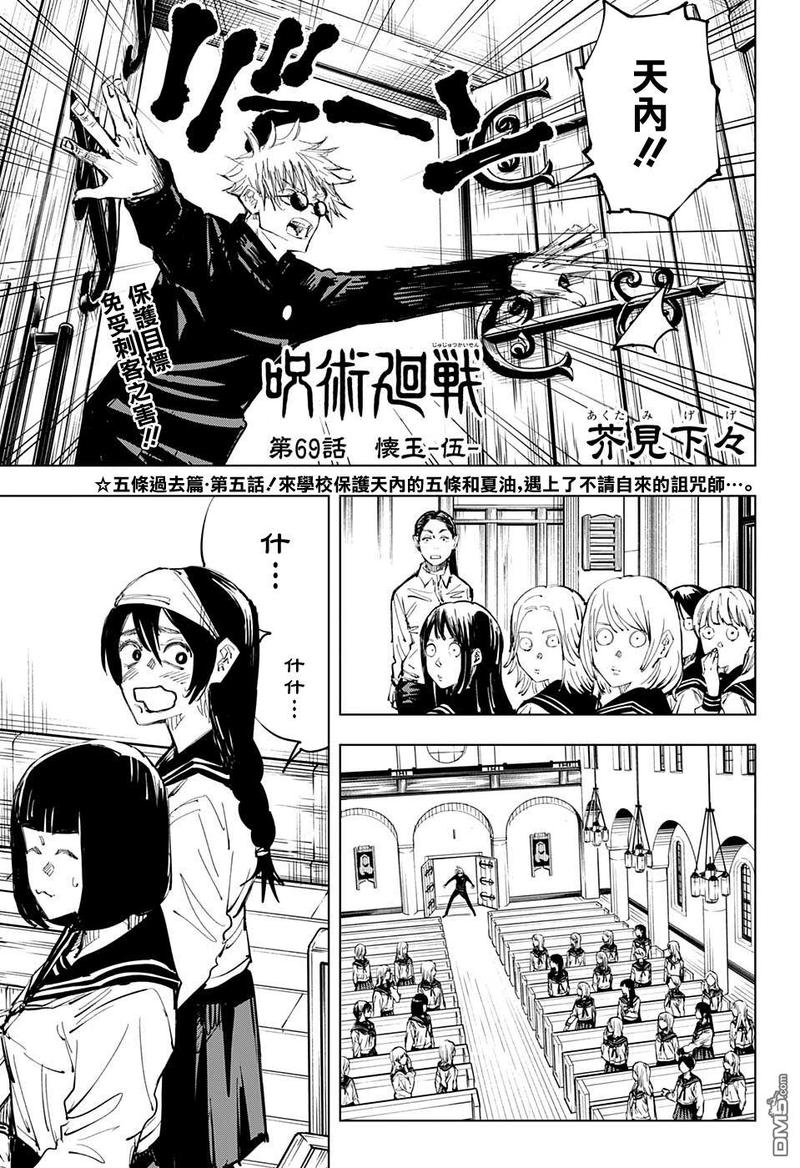 天內!!
バーン
保護目標
免受刺客之害!!
じゅじゅつかいせん
呪術廻戦
第69話 懐玉-伍-
あくたみげげ
芥見下々
☆五條過去篇·第五話!來學校保護天內的五條和夏油,遇上了不請自來的詛咒師…。
什…
什什…
DM5.com